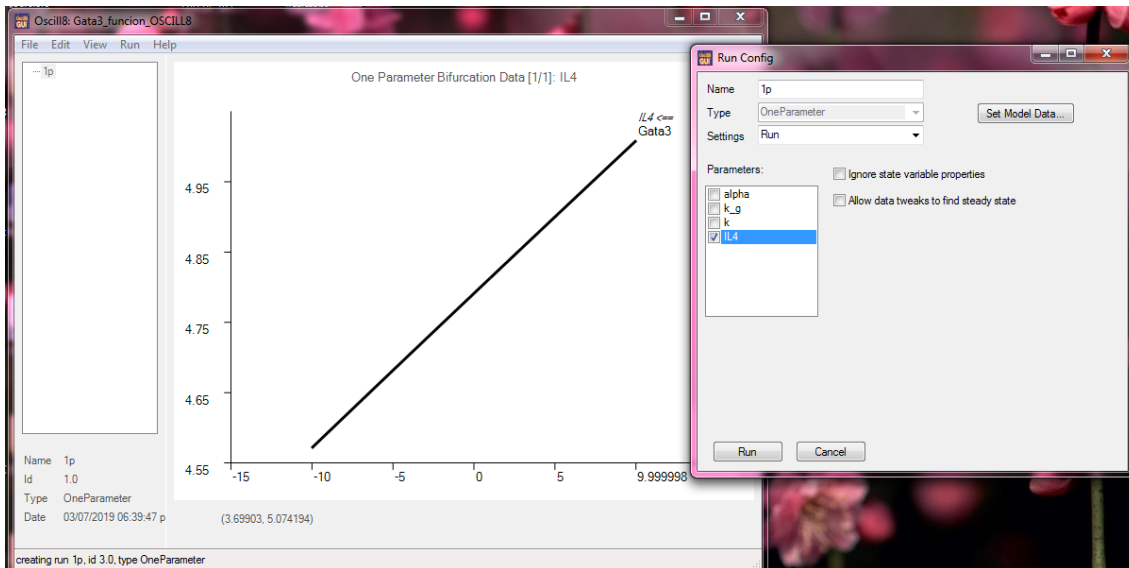 Oscill8: Gata3_funcion_OSCILL8
File Edit View Run Help
1p
One Parameter Bifurcation Data [1/1]: IL4
IL4 <==
Gata3
4.95
4.85
4.75
4.65
4.55
-15 -10 -5 0 5 9.999998
Name 1p
Id 1.0
Type OneParameter
Date 03/07/2019 06:39:47 p
(3.69903, 5.074194)
creating run 1p, id 3.0, type OneParameter
Run Config
Name 1p
Type OneParameter Set Model Data...
Settings Run
Parameters:
Ignore state variable properties
Allow data tweaks to find steady state
alpha
k_g
k
IL4
Run Cancel